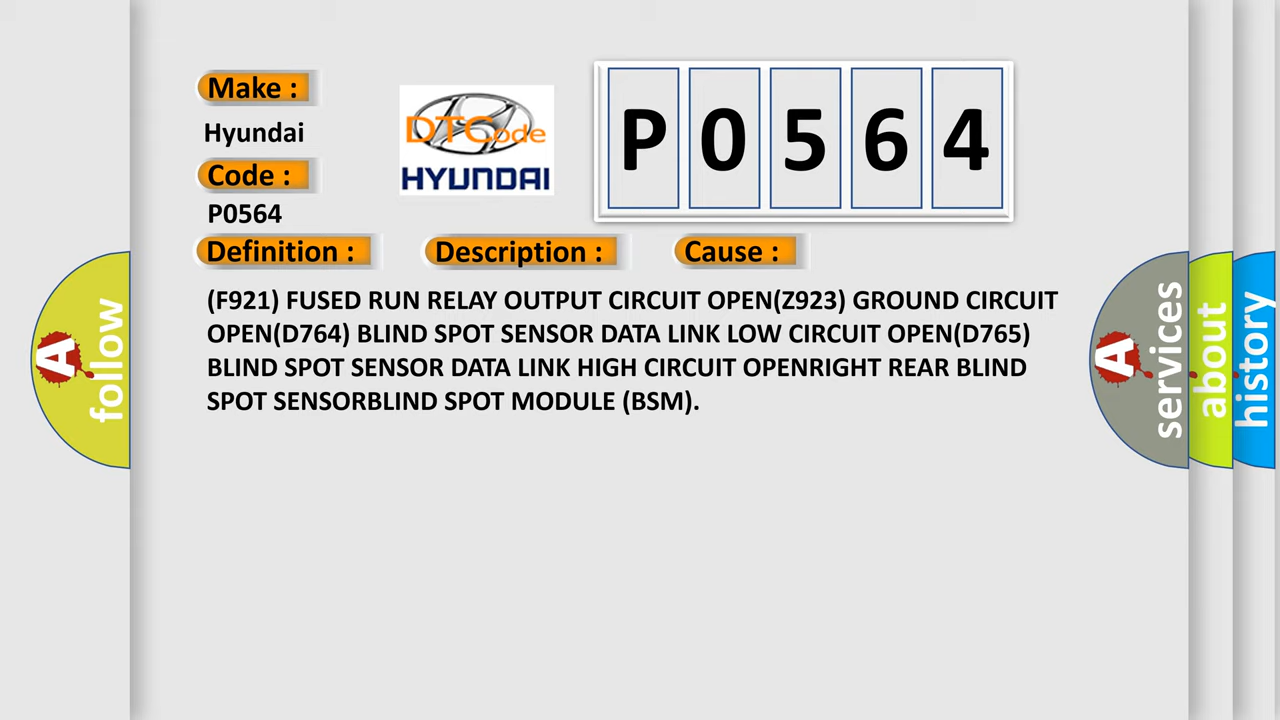 Make :
Hyundai
Code :
P0564
DTCode
HYUNDAI
P0564
Definition :
Description :
Cause :
(F921) FUSED RUN RELAY OUTPUT CIRCUIT OPEN(Z923) GROUND CIRCUIT
OPEN(D764) BLIND SPOT SENSOR DATA LINK LOW CIRCUIT OPEN(D765)
BLIND SPOT SENSOR DATA LINK HIGH CIRCUIT OPENRIGHT REAR BLIND
SPOT SENSORBLIND SPOT MODULE (BSM).
A
follow
A
services
about
history